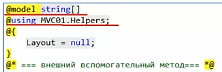 @model string[]
@using MVC01.Helpers;
@{
Layout = null;
}
@* === внешний вспомогательный метод=== *@